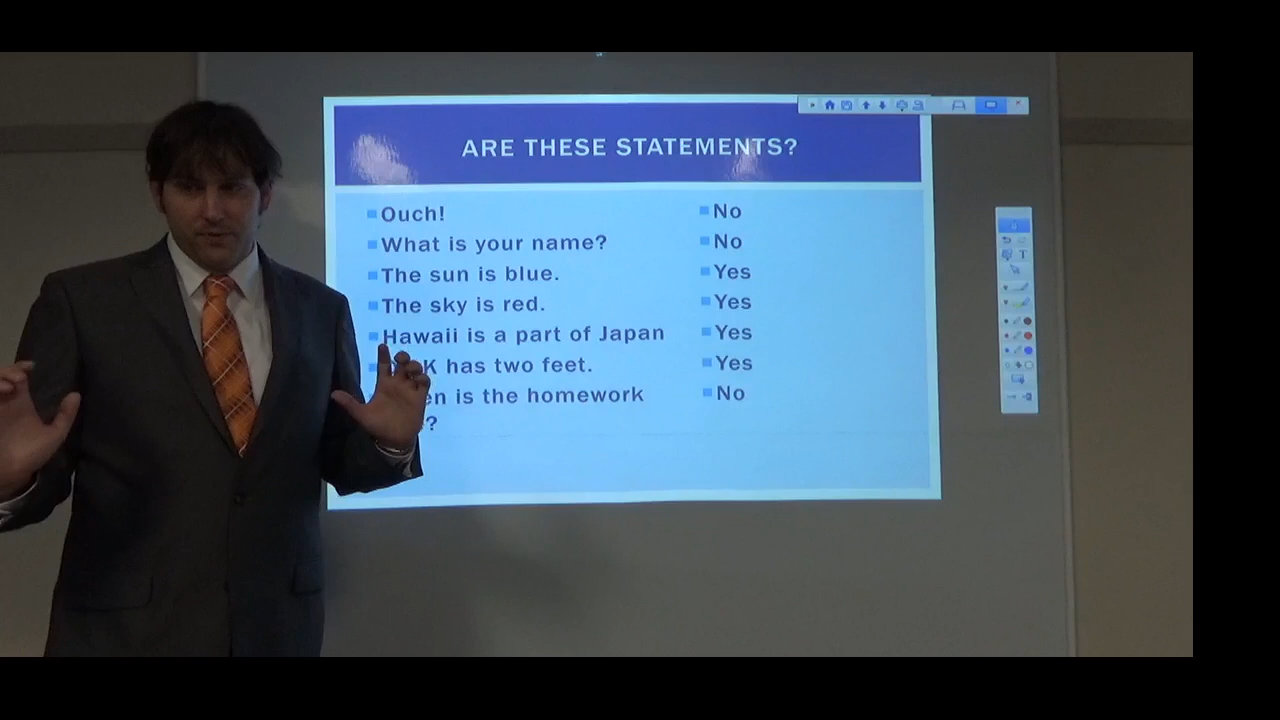 ARE THESE STATEMENTS?
Ouch! No
What is your name? No
The sun is blue. Yes
The sky is red. Yes
Hawaii is a part of Japan Yes
has two feet. Yes
is the homework No
?
T